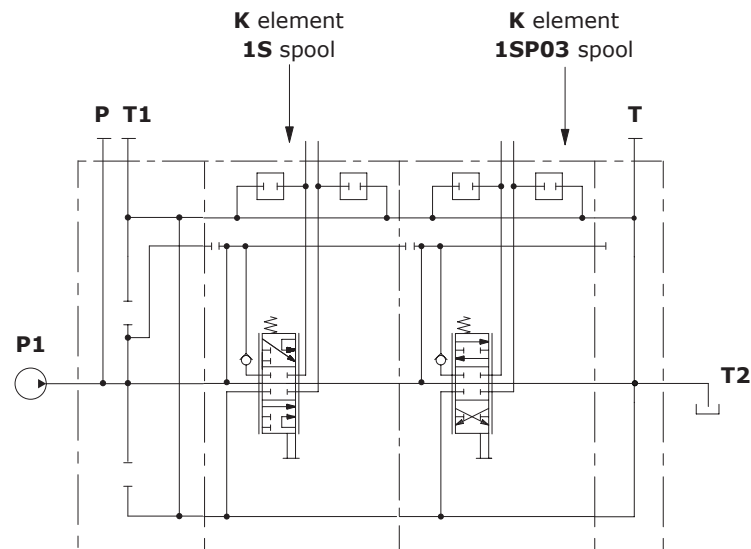 K element
1S spool
K element
1SP03 spool
P T1
T
P1
T2